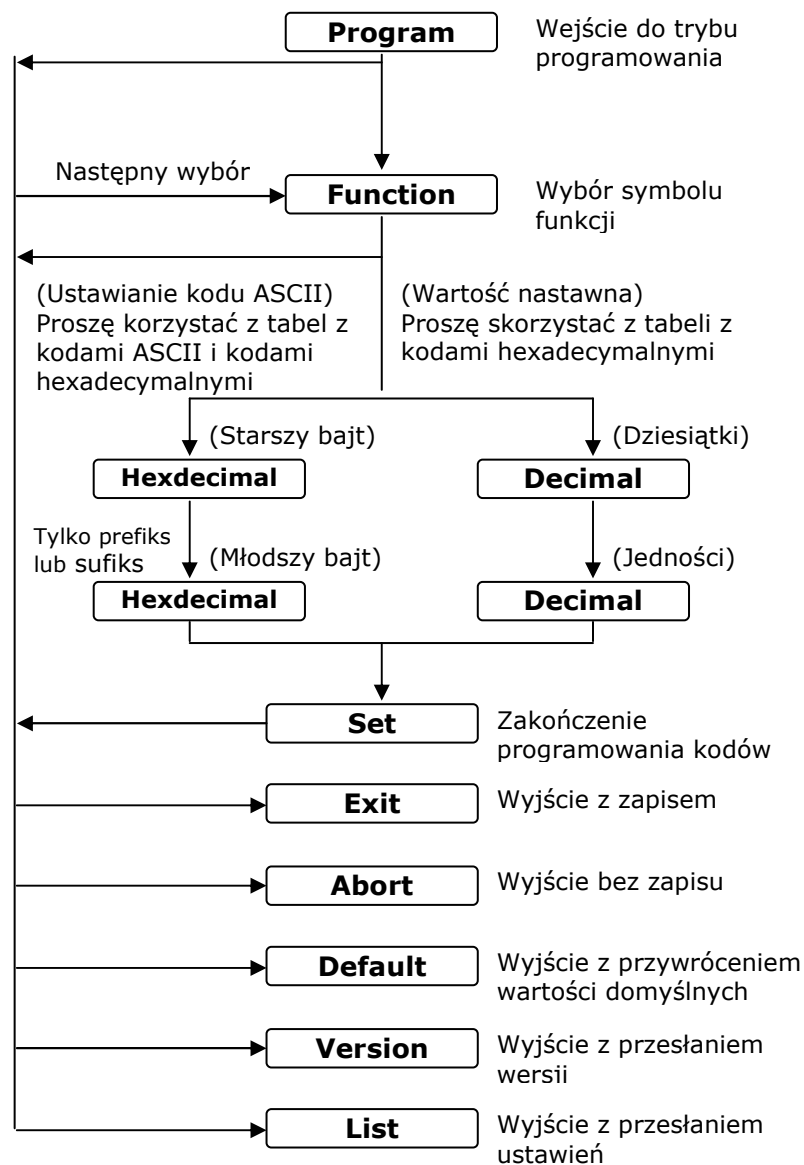 Program
Wejście do trybu
programowania
Następny wybór
Function
Wybór symbolu
funkcji
(Ustawianie kodu ASCII)
Proszę korzystać z tabel z
kodami ASCII i kodami
hexadecymalnymi
(Wartość nastawna)
Proszę skorzystać z tabeli z
kodami hexadecymalnymi
(Starszy bajt)
(Dziesiątki)
Hexdecimal
Decimal
Tylko prefiks
lub sufiks
(Młodszy bajt)
(Jedności)
Hexdecimal
Decimal
Set
Zakończenie
programowania kodów
Exit
Wyjście z zapisem
Abort
Wyjście bez zapisu
Default
Wyjście z przywróceniem
wartości domyślnych
Version
Wyjście z przesłaniem
wersii
List
Wyjście z przesłaniem
ustawień